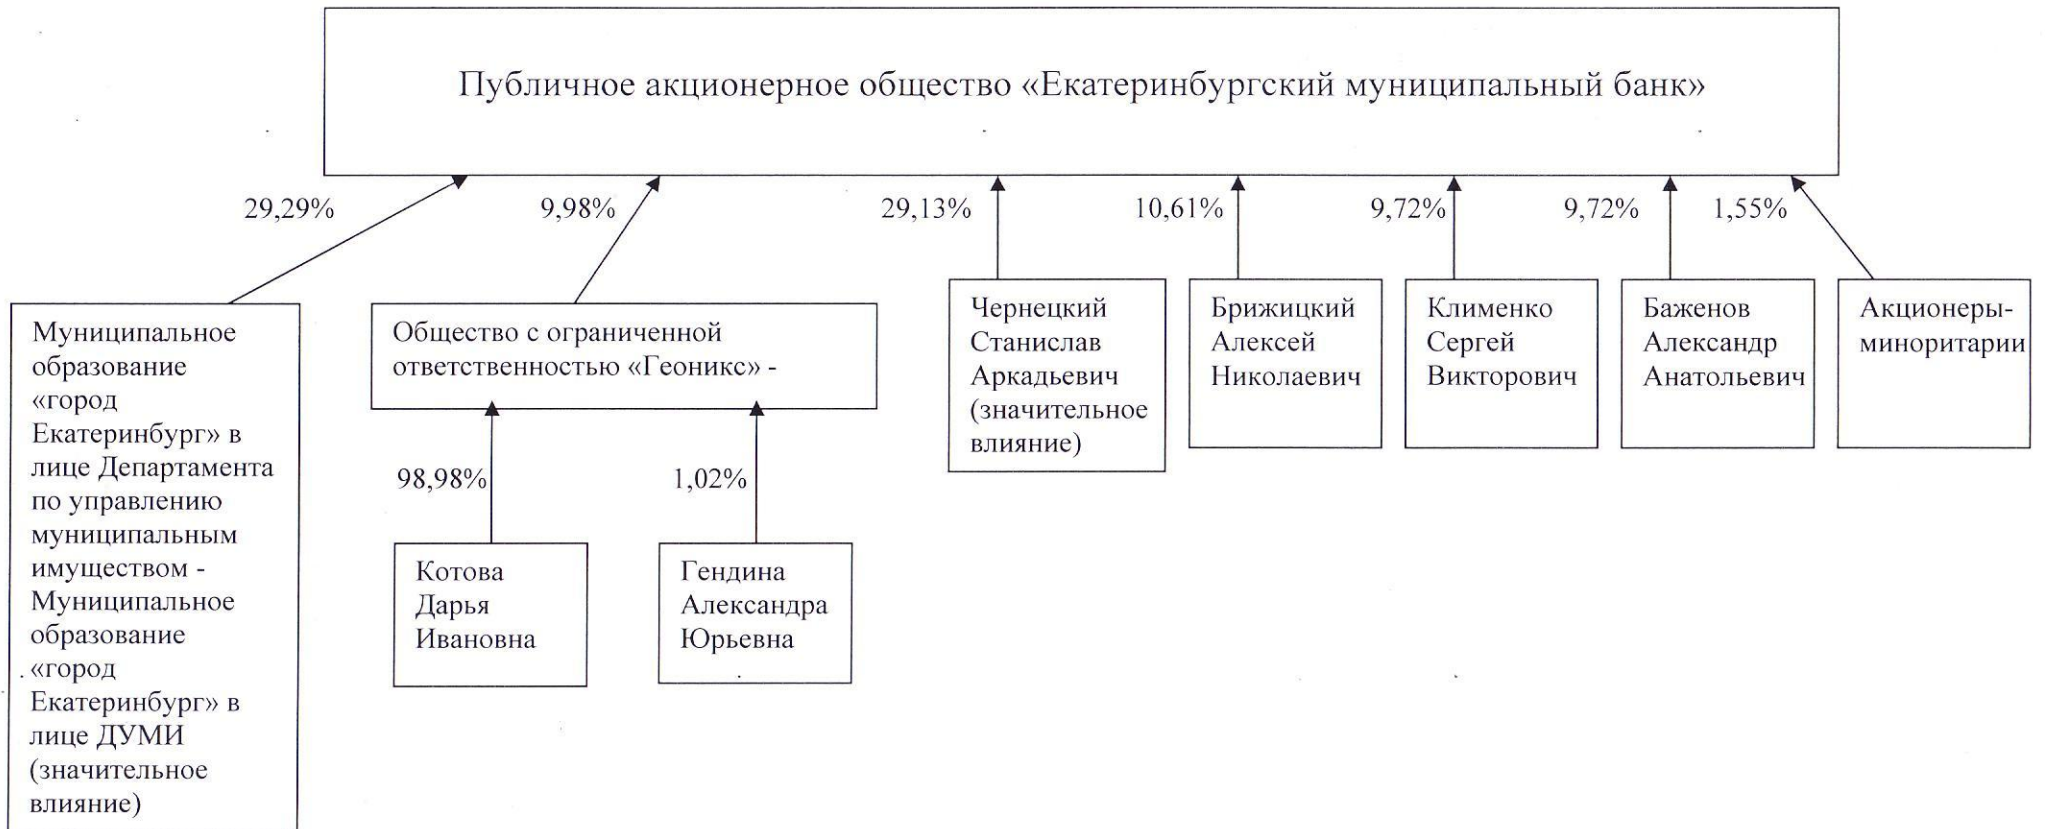 Публичное акционерное общество «Екатеринбургский муниципальный банк»
29,29%
9,98%
29,13%
10,61%
9,72%
9,72%
1,55%
Муниципальное
образование
«город
Екатеринбург» в
лице Департамента
по управлению
муниципальным
имуществом -
Муниципальное
образование
«город
Екатеринбург» в
лице ДУМИ
(значительное
влияние)
Общество с ограниченной
ответственностью «Геоникс» -
98,98%
1,02%
Котова
Дарья
Ивановна
Гендина
Александра
Юрьевна
Чернецкий
Станислав
Аркадьевич
(значительное
влияние)
Брижицкий
Алексей
Николаевич
Клименко
Сергей
Викторович
Баженов
Александр
Анатольевич
Акционеры-
миноритарии